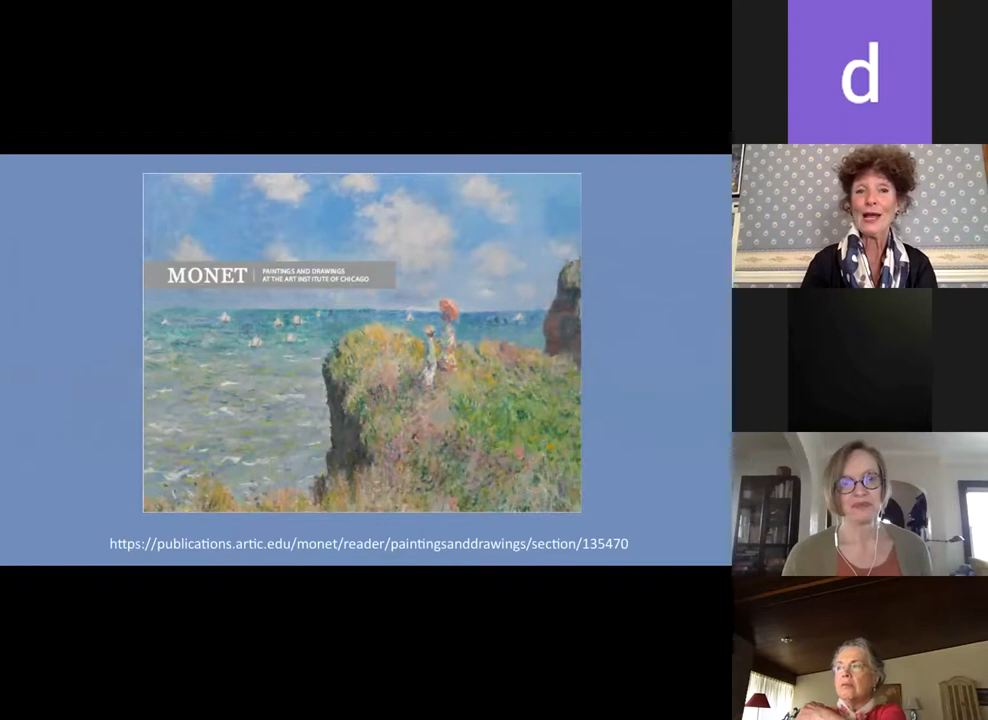 MONET
PAINTINGS AND DRAWINGS
AT THE ART INSTITUTE OF CHICAGO
https://publications.artic.edu/monet/reader/paintingsanddrawings/section/135470
d